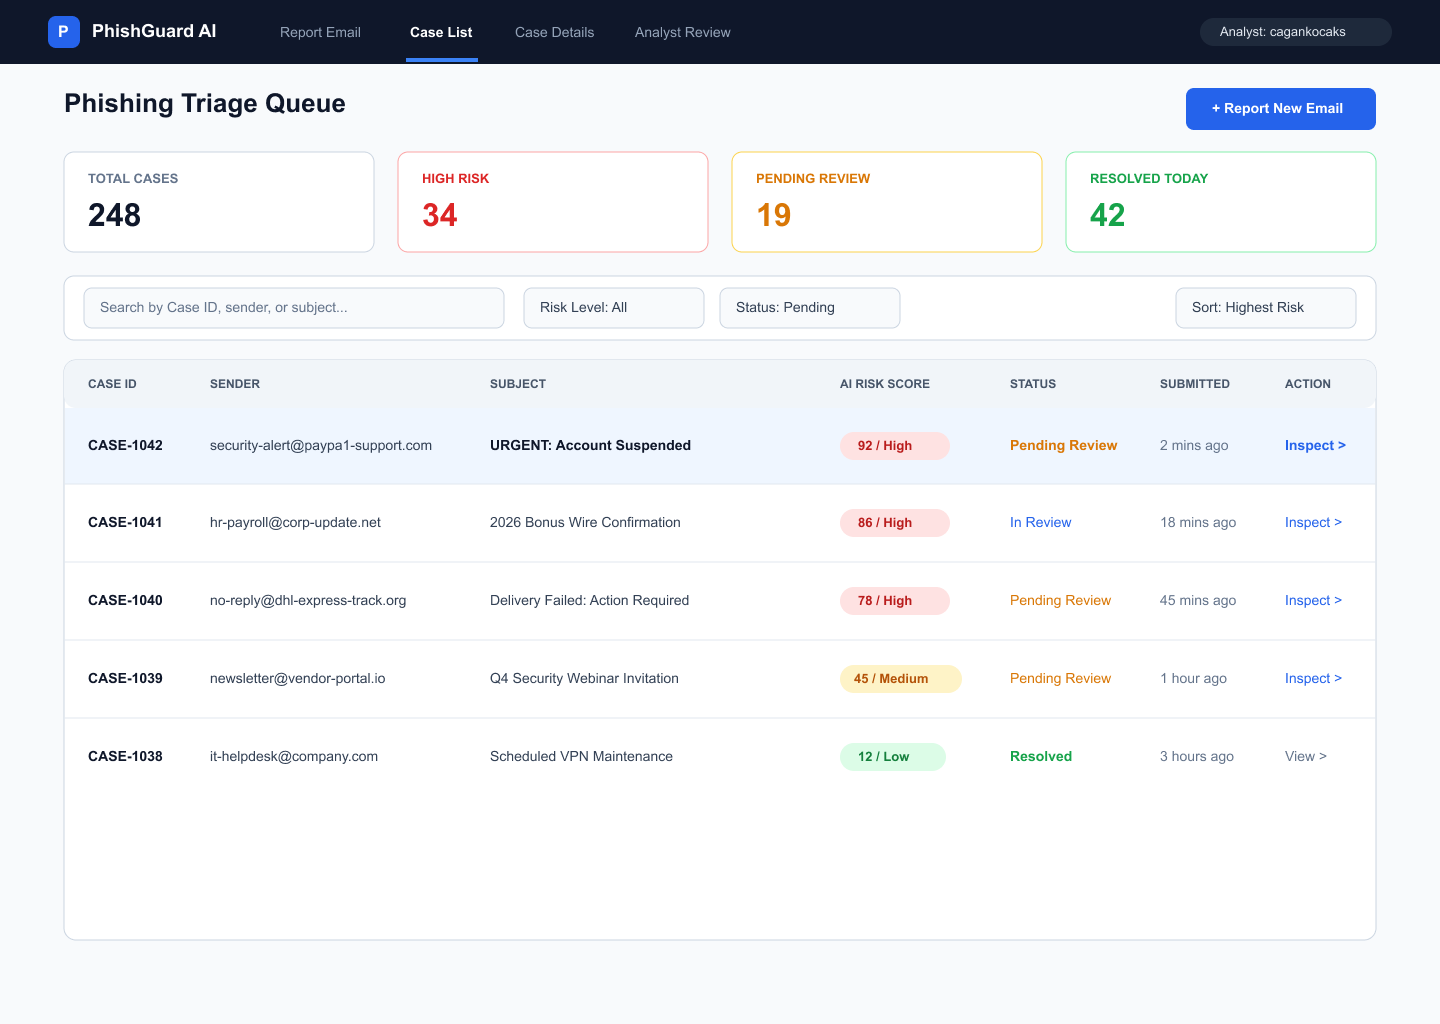 P PhishGuard AI Report Email Case List Case Details Analyst Review Analyst: cagankocaks
Phishing Triage Queue + Report New Email
TOTAL CASES HIGH RISK PENDING REVIEW RESOLVED TODAY
248 34 19 42
Search by Case ID, sender, or subject... Risk Level: All Status: Pending Sort: Highest Risk
CASE ID SENDER SUBJECT AI RISK SCORE STATUS SUBMITTED ACTION
CASE-1042 security-alert@paypa1-support.com URGENT: Account Suspended 92 / High Pending Review 2 mins ago Inspect >
CASE-1041 hr-payroll@corp-update.net 2026 Bonus Wire Confirmation 86 / High In Review 18 mins ago Inspect >
CASE-1040 no-reply@dhl-express-track.org Delivery Failed: Action Required 78 / High Pending Review 45 mins ago Inspect >
CASE-1039 newsletter@vendor-portal.io Q4 Security Webinar Invitation 45 / Medium Pending Review 1 hour ago Inspect >
CASE-1038 it-helpdesk@company.com Scheduled VPN Maintenance 12 / Low Resolved 3 hours ago View >